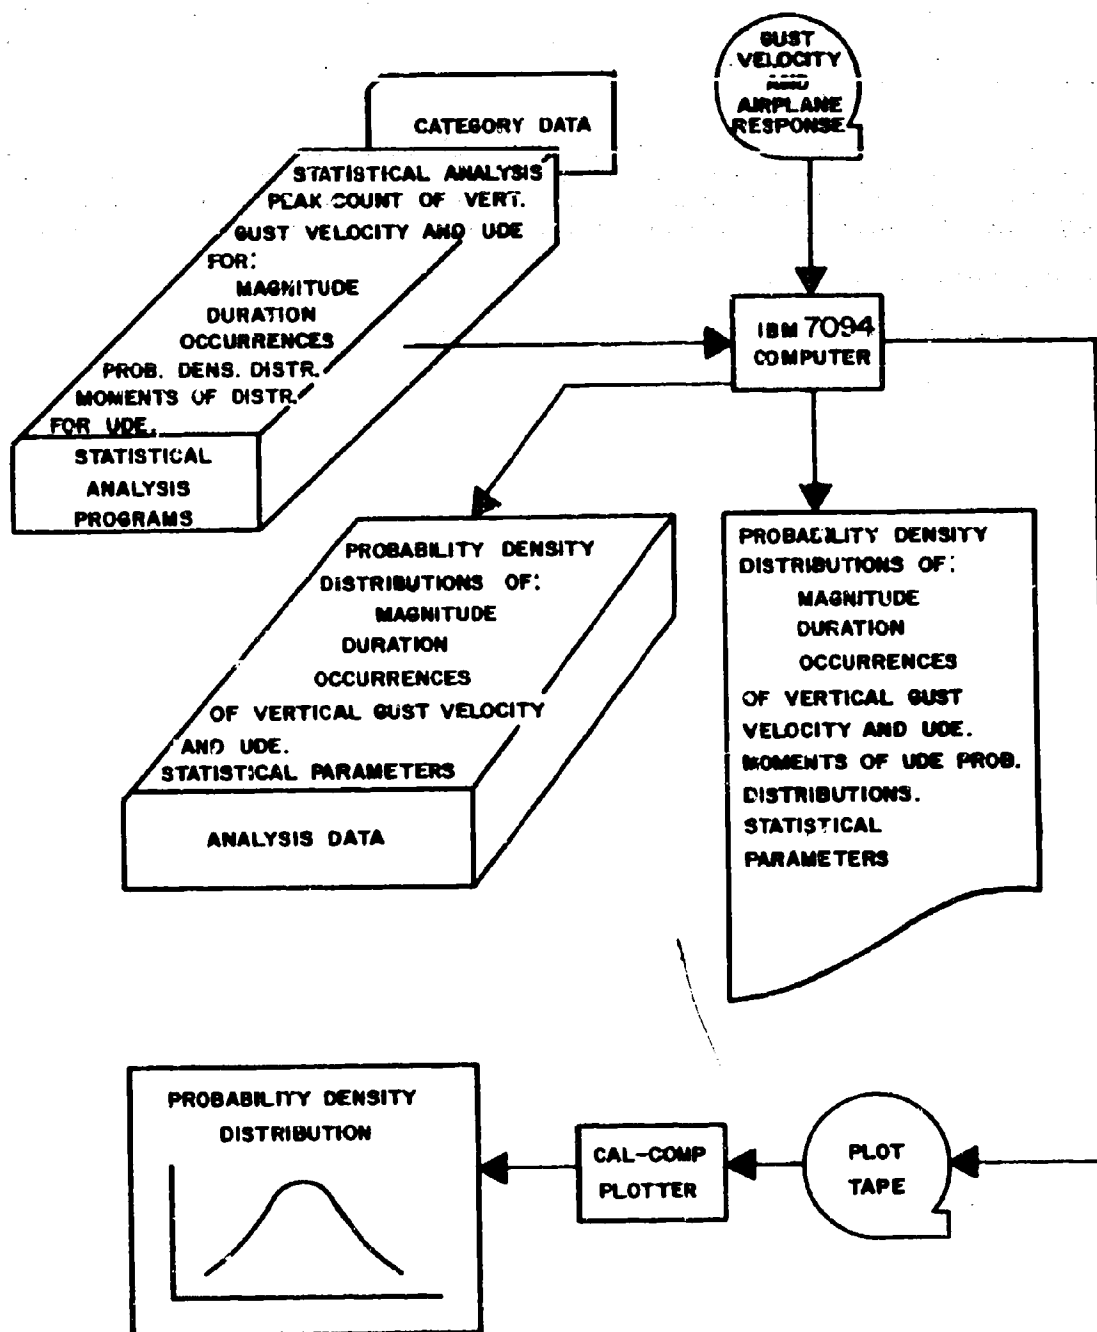 GUST
VELOCITY
AND
AIRPLANE
RESPONSE
CATEGORY DATA
STATISTICAL ANALYSIS
PEAK COUNT OF VERT.
GUST VELOCITY AND UDE
FOR:
MAGNITUDE
DURATION
OCCURRENCES
PROB. DENS. DISTR.
MOMENTS OF DISTR.
FOR UDE.
STATISTICAL
ANALYSIS
PROGRAMS
IBM 7094
COMPUTER
PROBABILITY DENSITY
DISTRIBUTIONS OF:
MAGNITUDE
DURATION
OCCURRENCES
OF VERTICAL GUST VELOCITY
AND UDE.
STATISTICAL PARAMETERS
ANALYSIS DATA
PROBABILITY DENSITY
DISTRIBUTIONS OF:
MAGNITUDE
DURATION
OCCURRENCES
OF VERTICAL GUST
VELOCITY AND UDE.
MOMENTS OF UDE PROB.
DISTRIBUTIONS.
STATISTICAL
PARAMETERS
PROBABILITY DENSITY
DISTRIBUTION
CAL-COMP
PLOTTER
PLOT
TAPE